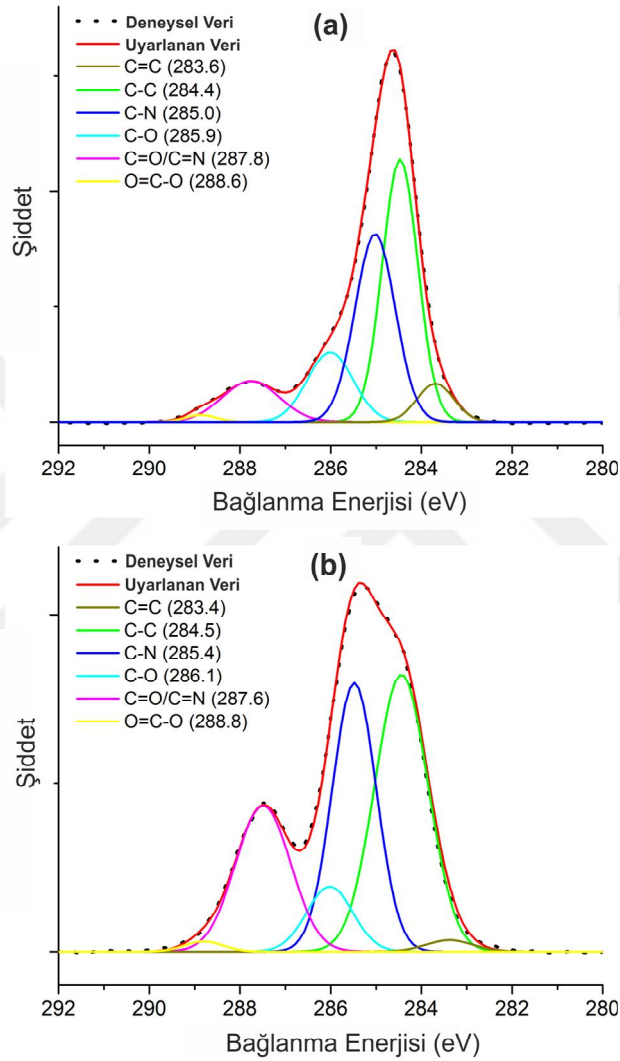 (a)
Deneysel Veri
Uyarlanan Veri
C=C (283.6)
C-C (284.4)
C-N (285.0)
C-O (285.9)
C=O/C=N (287.8)
O=C-O (288.6)
Şiddet
292 290 288 286 284 282 280
Bağlanma Enerjisi (eV)
(b)
Deneysel Veri
Uyarlanan Veri
C=C (283.4)
C-C (284.5)
C-N (285.4)
C-O (286.1)
C=O/C=N (287.6)
O=C-O (288.8)
Şiddet
292 290 288 286 284 282 280
Bağlanma Enerjisi (eV)